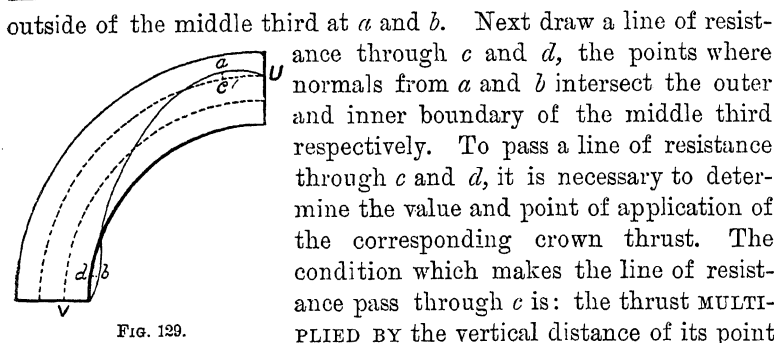 outside of the middle third at a and b. Next draw a line of resist-
ance through c and d, the points where
normals from a and b intersect the outer
and inner boundary of the middle third
respectively. To pass a line of resistance
through c and d, it is necessary to deter-
mine the value and point of application of
the corresponding crown thrust. The
condition which makes the line of resist-
ance pass through c is: the thrust MULTI-
PLIED BY the vertical distance of its point
a
U
c
d
b
V
FIG. 129.